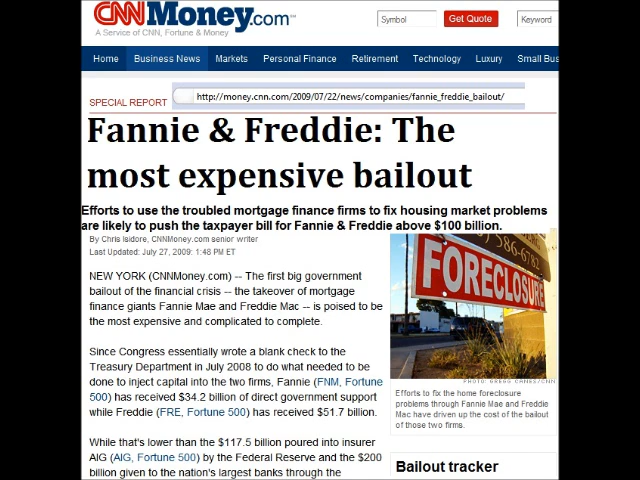 CNNMoney.com
A Service of CNN, Fortune & Money
Symbol
Get Quote
Keyword
Home Business News Markets Personal Finance Retirement Technology Luxury Small Bus
SPECIAL REPORT
http://money.cnn.com/2009/07/22/news/companies/fannie_freddie_bailout/
Fannie & Freddie: The
most expensive bailout
Efforts to use the troubled mortgage finance firms to fix housing market problems
are likely to push the taxpayer bill for Fannie & Freddie above $100 billion.
By Chris Isidore, CNNMoney.com senior writer
Last Updated: July 27, 2009: 1:48 PM ET
NEW YORK (CNNMoney.com) -- The first big government
bailout of the financial crisis -- the takeover of mortgage
finance giants Fannie Mae and Freddie Mac -- is poised to be
the most expensive and complicated to complete.
Since Congress essentially wrote a blank check to the
Treasury Department in July 2008 to do what needed to be
done to inject capital into the two firms, Fannie (FNM, Fortune
500) has received $34.2 billion of direct government support
while Freddie (FRE, Fortune 500) has received $51.7 billion.
While that's lower than the $117.5 billion poured into insurer
AIG (AIG, Fortune 500) by the Federal Reserve and the $200
billion given to the nation's largest banks through the
586-6782
FORECLOSURE
PHOTO: GREGG CANES/CNN
Efforts to fix the home foreclosure
problems through Fannie Mae and Freddie
Mac have driven up the cost of the bailout
of those two firms.
Bailout tracker